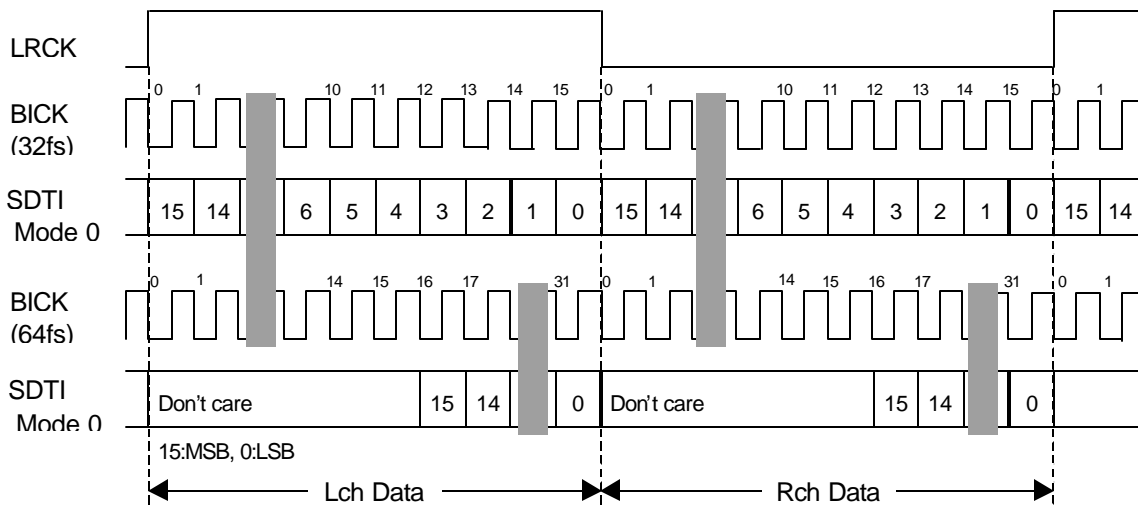 LRCK
0 1 10 11 12 13 14 15 0 1 10 11 12 13 14 15 0 1
BICK
(32fs)
SDTI
Mode 0
15 14 6 5 4 3 2 1 0 15 14 6 5 4 3 2 1 0 15 14
0 1 14 15 16 17 31 0 1 14 15 16 17 31 0 1
BICK
(64fs)
SDTI
Mode 0
Don't care 15 14 0 Don't care 15 14 0
15:MSB, 0:LSB
Lch Data Rch Data